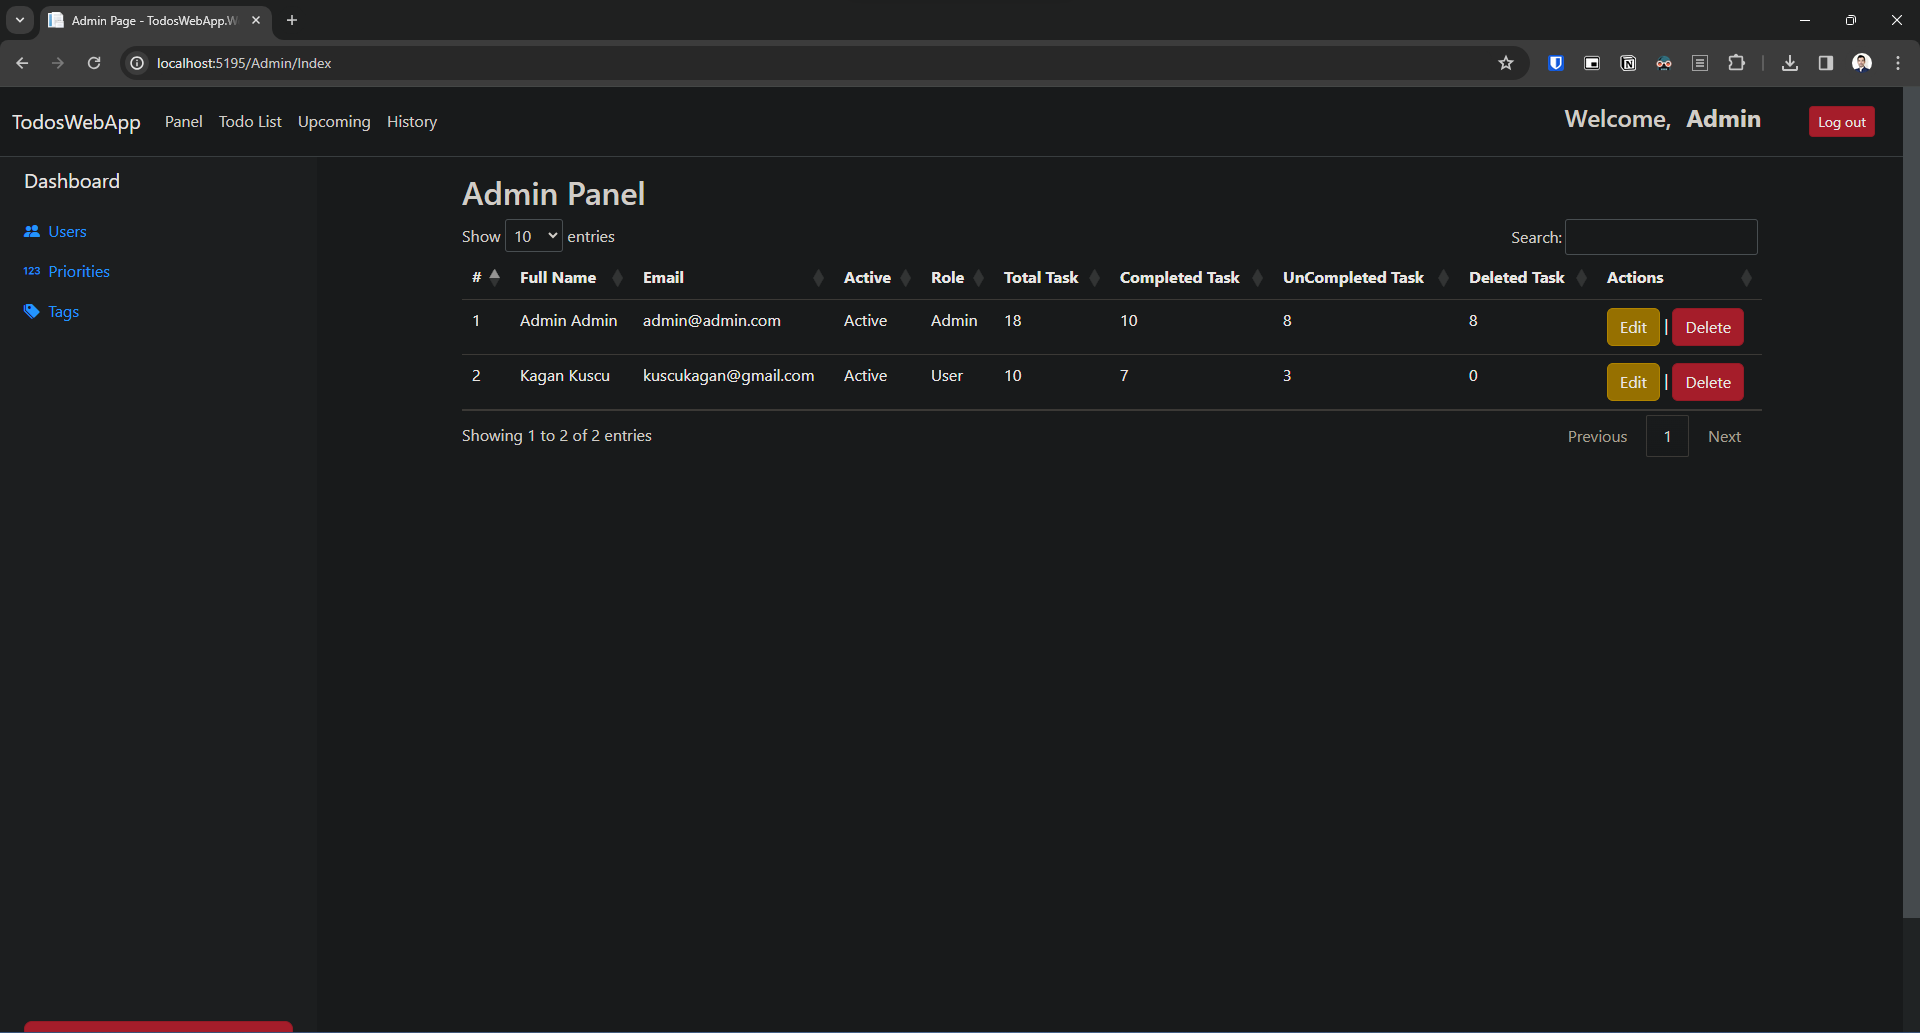 Admin Page - TodosWebApp.W
localhost:5195/Admin/Index
TodosWebApp Panel Todo List Upcoming History Welcome, Admin Log out
Dashboard
Users
123 Priorities
Tags
Admin Panel
Show 10 entries Search:
# Full Name Email Active Role Total Task Completed Task UnCompleted Task Deleted Task Actions
1 Admin Admin admin@admin.com Active Admin 18 10 8 8 Edit | Delete
2 Kagan Kuscu kuscukagan@gmail.com Active User 10 7 3 0 Edit | Delete
Showing 1 to 2 of 2 entries Previous 1 Next